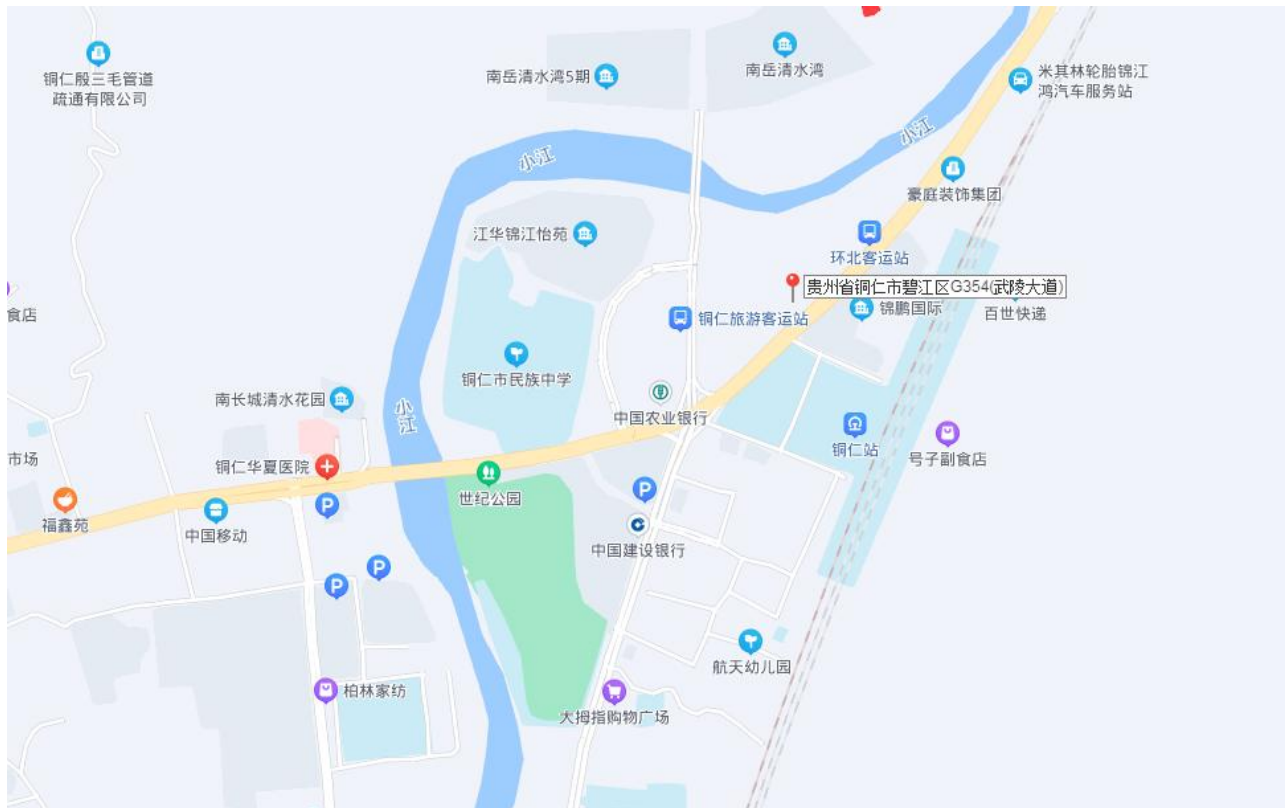 铜仁殷三毛管道
疏通有限公司
南岳清水湾5期
南岳清水湾
米其林轮胎锦江
鸿汽车服务站
小江
小江
豪庭装饰集团
江华锦江怡苑
环北客运站
贵州省铜仁市碧江区G354(武陵大道)
食店
铜仁旅游客运站
锦鹏国际
百世快递
铜仁市民族中学
南长城清水花园
小江
中国农业银行
铜仁站
号子副食店
市场
铜仁华夏医院
P
世纪公园
P
福鑫苑
中国移动
中国建设银行
P
P
航天幼儿园
柏林家纺
大拇指购物广场